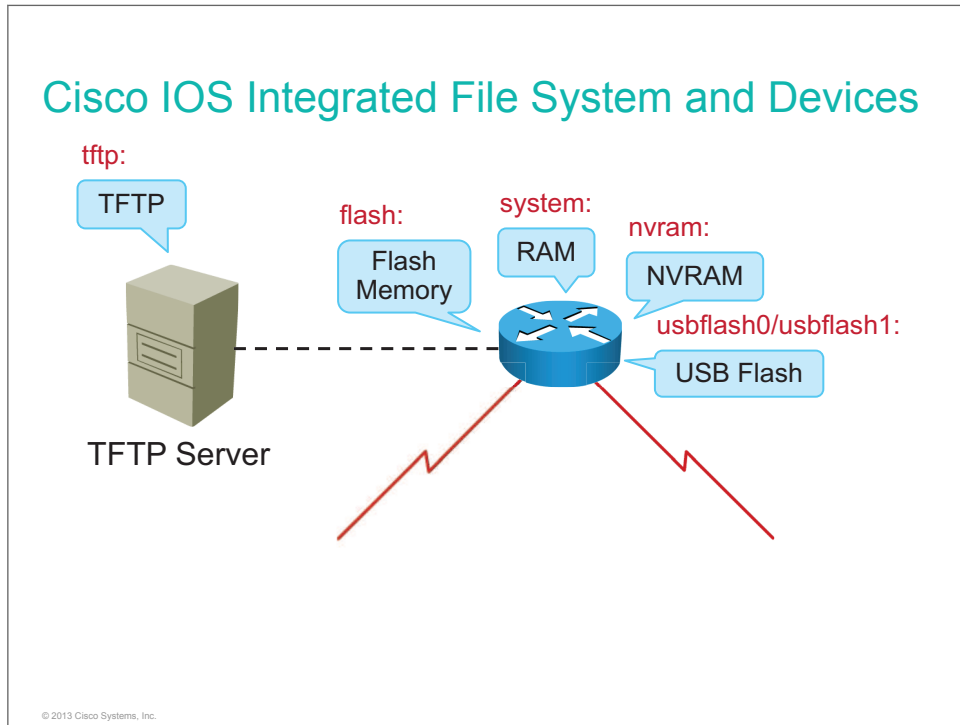 Cisco IOS Integrated File System and Devices
tftp:
TFTP
flash:
Flash
Memory
system:
RAM
nvram:
NVRAM
usbflash0/usbflash1:
USB Flash
TFTP Server
© 2013 Cisco Systems, Inc.